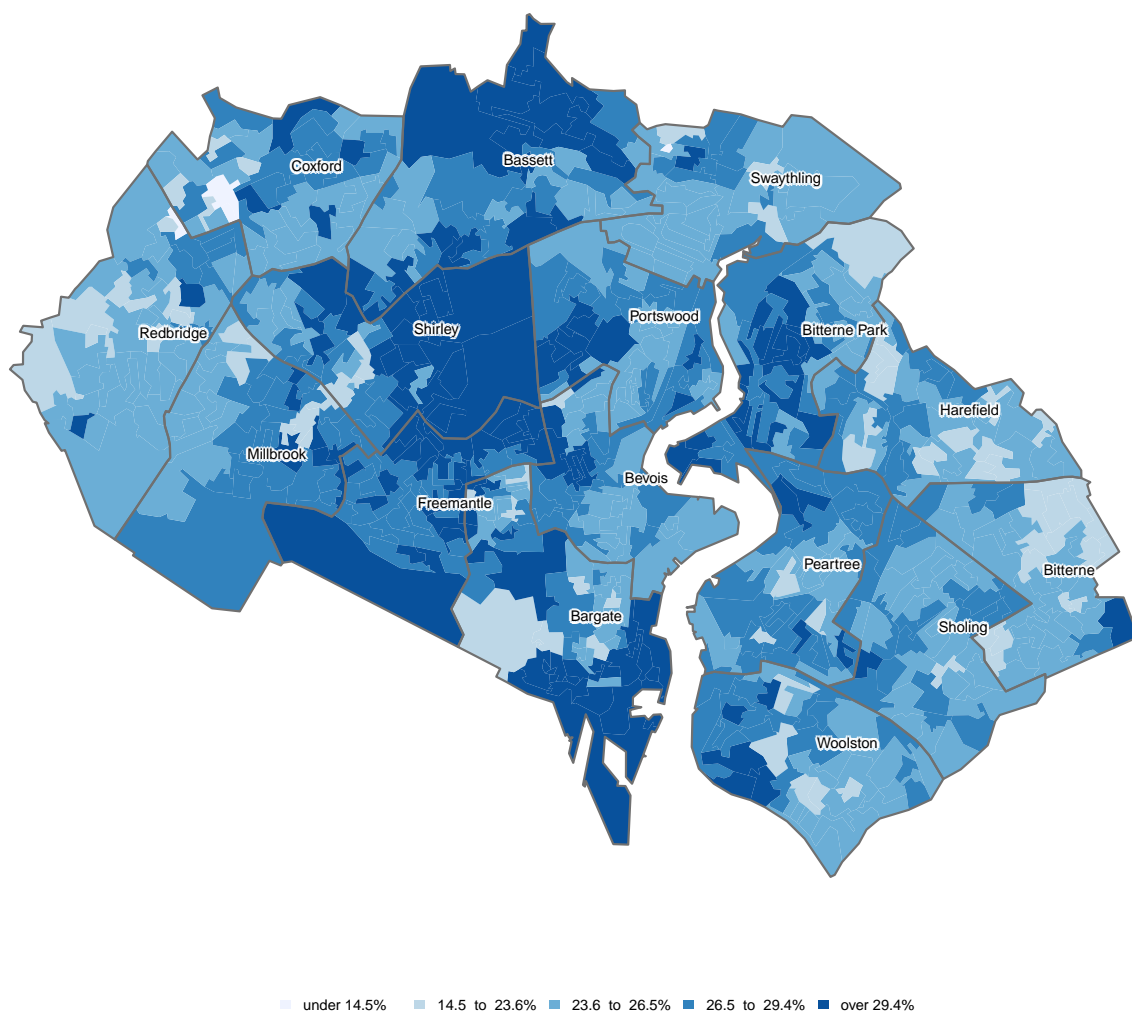 Coxford
Bassett
Swaythling
Portswood
Shirley
Redbridge
Bitterne Park
Harefield
Millbrook
Bevois
Freemantle
Peartree
Bitterne
Bargate
Sholing
Woolston
under 14.5% 14.5 to 23.6% 23.6 to 26.5% 26.5 to 29.4% over 29.4%